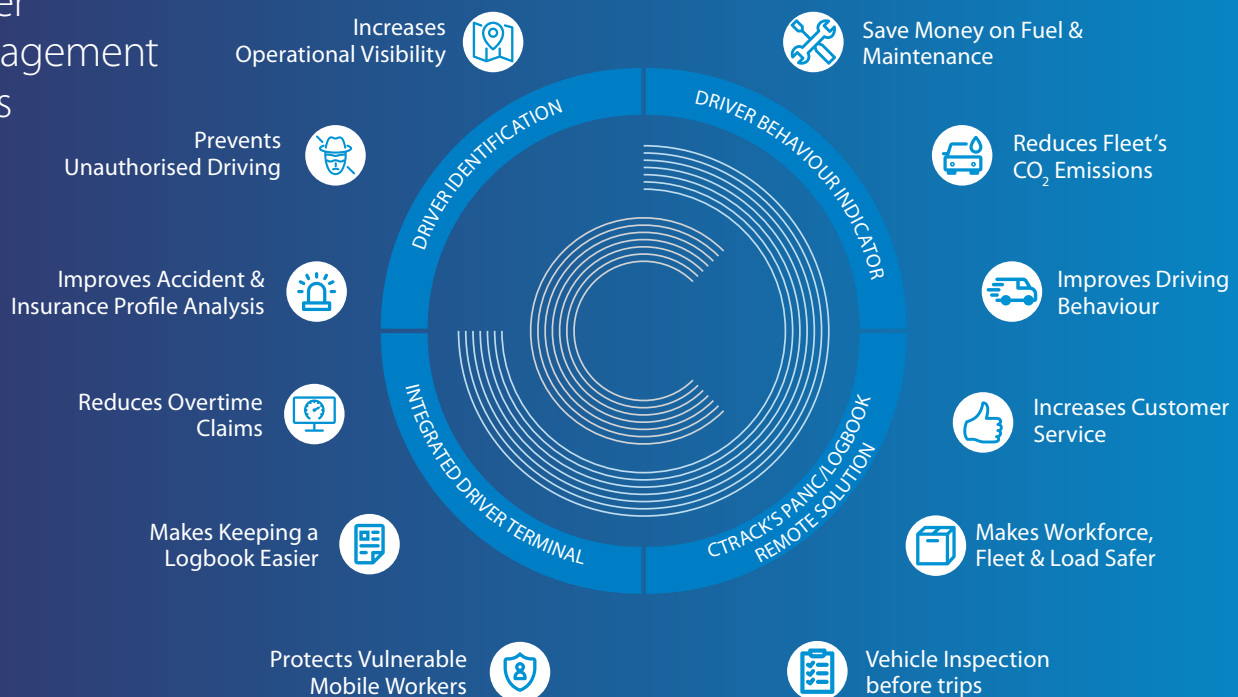 er
agement
s
Increases
Operational Visibility
Prevents
Unauthorised Driving
Improves Accident &
Insurance Profile Analysis
Reduces Overtime
Claims
Makes Keeping a
Logbook Easier
Protects Vulnerable
Mobile Workers
DRIVER IDENTIFICATION
DRIVER BEHAVIOUR INDICATOR
INTEGRATED DRIVER TERMINAL
CTRACK'S PANIC/LOGBOOK
REMOTE SOLUTION
Save Money on Fuel &
Maintenance
Reduces Fleet's
CO₂ Emissions
Improves Driving
Behaviour
Increases Customer
Service
Makes Workforce,
Fleet & Load Safer
Vehicle Inspection
before trips